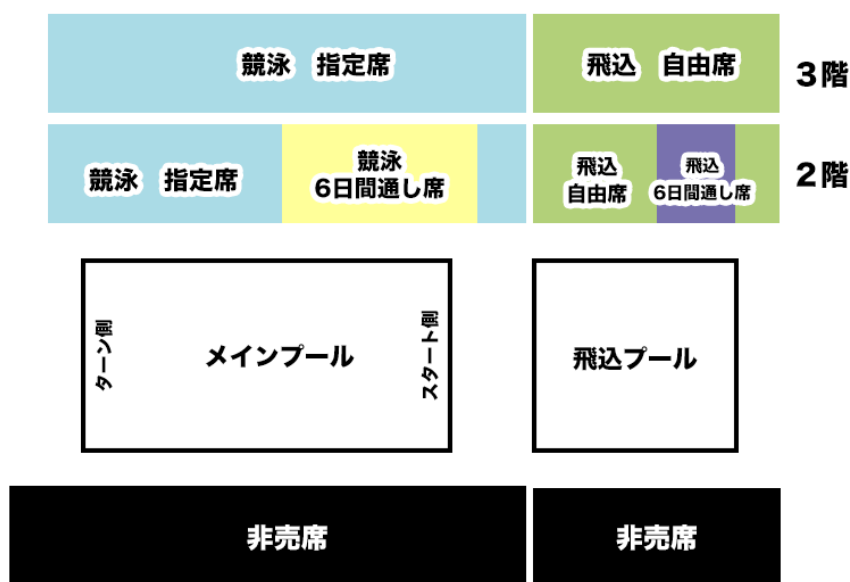 競泳　指定席
飛込　自由席
3階
競泳　指定席
競泳
6日間通し席
飛込
自由席
飛込
6日間通し席
2階
ターン側
メインプール
スタート側
飛込プール
非売席
非売席